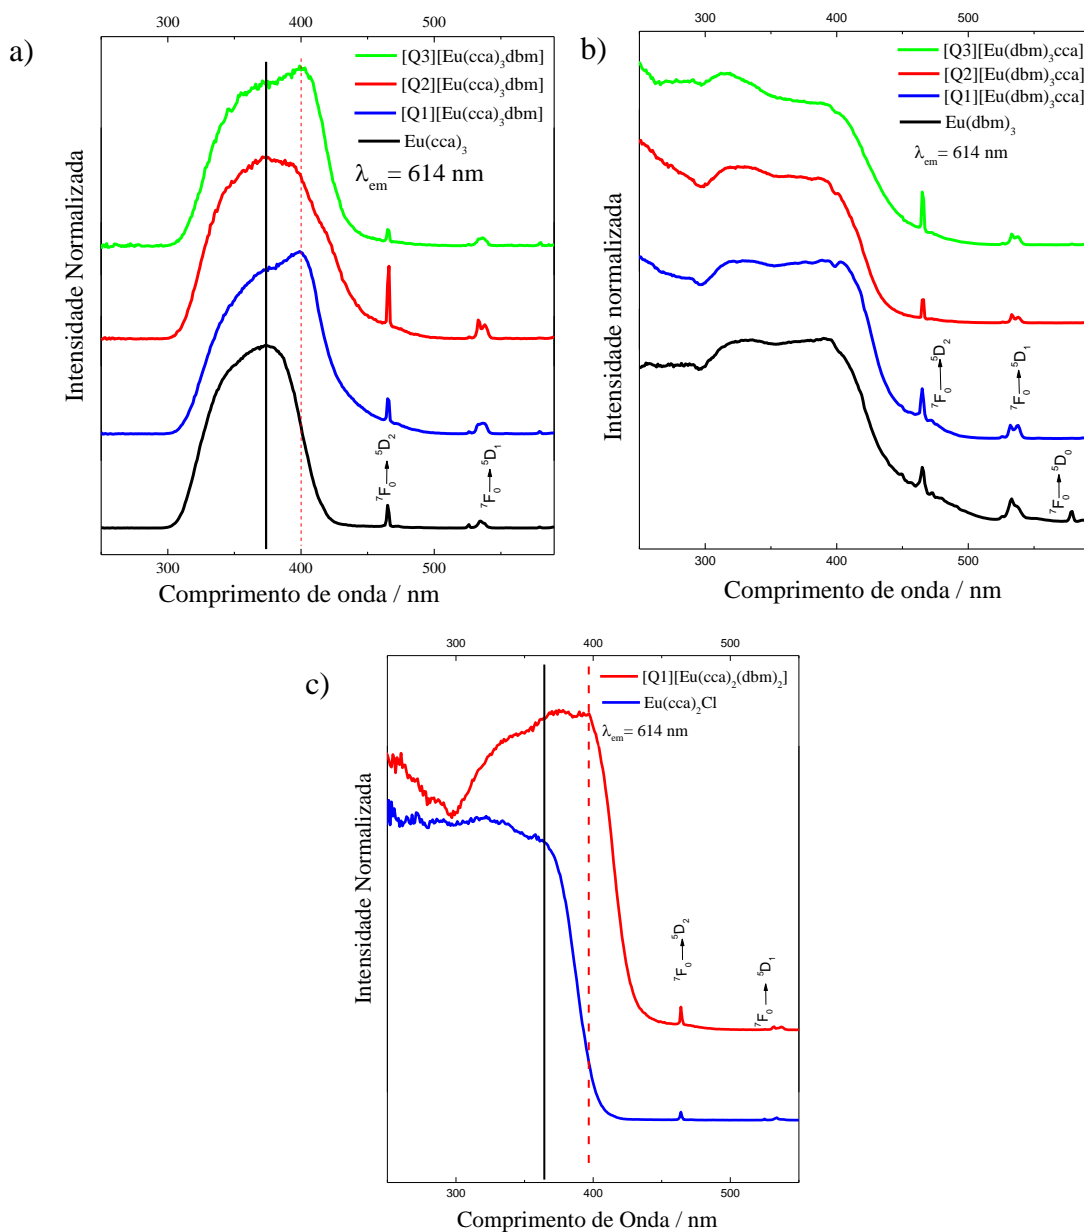 a)
300 400 500
[Q3][Eu(cca)₃dbm]
[Q2][Eu(cca)₃dbm]
[Q1][Eu(cca)₃dbm]
Eu(cca)₃
λem= 614 nm
Intensidade Normalizada
⁷F₀ → ⁵D₂
⁷F₀ → ⁵D₁
300 400 500
Comprimento de onda / nm
b)
300 400 500
[Q3][Eu(dbm)₃cca]
[Q2][Eu(dbm)₃cca]
[Q1][Eu(dbm)₃cca]
Eu(dbm)₃
λem= 614 nm
Intensidade normalizada
⁷F₀ → ⁵D₂
⁷F₀ → ⁵D₁
⁷F₀ → ⁵D₀
300 400 500
Comprimento de onda / nm
c)
300 400 500
[Q1][Eu(cca)₂(dbm)₂]
Eu(cca)₂Cl
λem= 614 nm
Intensidade Normalizada
⁷F₀ → ⁵D₂
⁷F₀ → ⁵D₁
300 400 500
Comprimento de Onda / nm